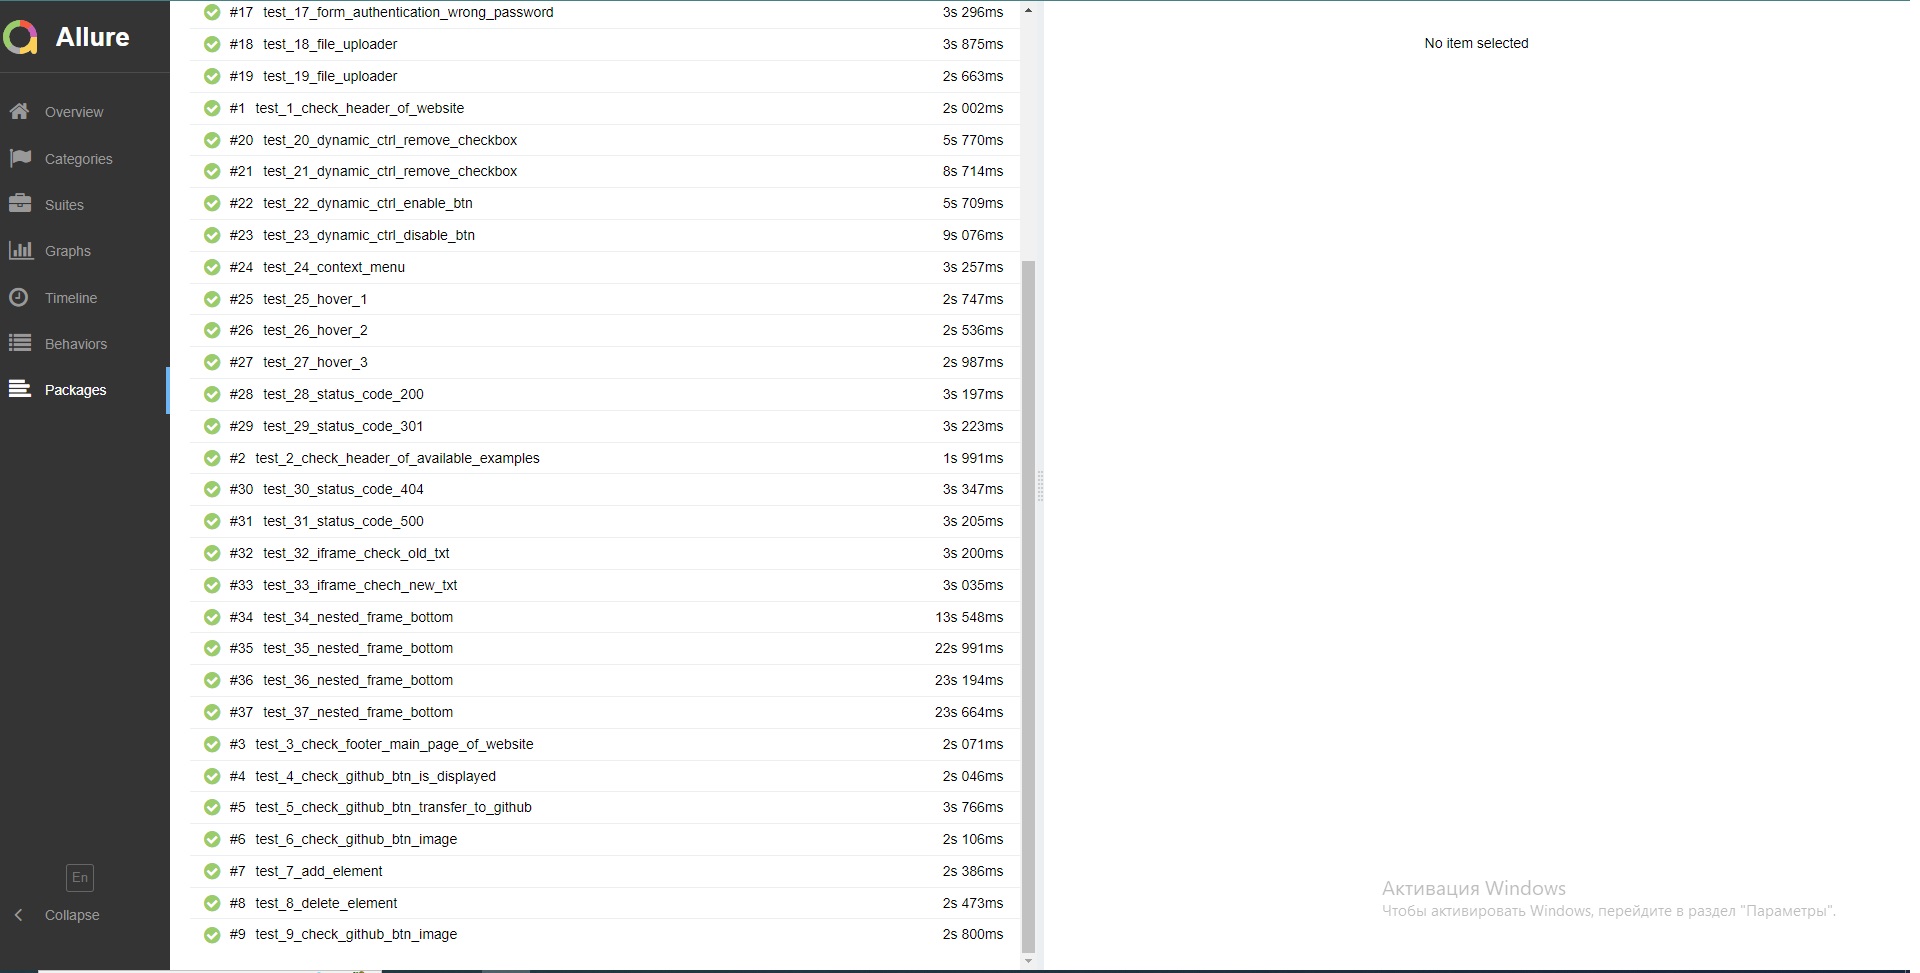 Allure
Overview
Categories
Suites
Graphs
Timeline
Behaviors
Packages
En
Collapse
#17 test_17_form_authentication_wrong_password 3s 296ms
#18 test_18_file_uploader 3s 875ms
#19 test_19_file_uploader 2s 663ms
#1 test_1_check_header_of_website 2s 002ms
#20 test_20_dynamic_ctrl_remove_checkbox 5s 770ms
#21 test_21_dynamic_ctrl_remove_checkbox 8s 714ms
#22 test_22_dynamic_ctrl_enable_btn 5s 709ms
#23 test_23_dynamic_ctrl_disable_btn 9s 076ms
#24 test_24_context_menu 3s 257ms
#25 test_25_hover_1 2s 747ms
#26 test_26_hover_2 2s 536ms
#27 test_27_hover_3 2s 987ms
#28 test_28_status_code_200 3s 197ms
#29 test_29_status_code_301 3s 223ms
#2 test_2_check_header_of_available_examples 1s 991ms
#30 test_30_status_code_404 3s 347ms
#31 test_31_status_code_500 3s 205ms
#32 test_32_iframe_check_old_txt 3s 200ms
#33 test_33_iframe_chech_new_txt 3s 035ms
#34 test_34_nested_frame_bottom 13s 548ms
#35 test_35_nested_frame_bottom 22s 991ms
#36 test_36_nested_frame_bottom 23s 194ms
#37 test_37_nested_frame_bottom 23s 664ms
#3 test_3_check_footer_main_page_of_website 2s 071ms
#4 test_4_check_github_btn_is_displayed 2s 046ms
#5 test_5_check_github_btn_transfer_to_github 3s 766ms
#6 test_6_check_github_btn_image 2s 106ms
#7 test_7_add_element 2s 386ms
#8 test_8_delete_element 2s 473ms
#9 test_9_check_github_btn_image 2s 800ms
No item selected
Активация Windows
Чтобы активировать Windows, перейдите в раздел "Параметры".